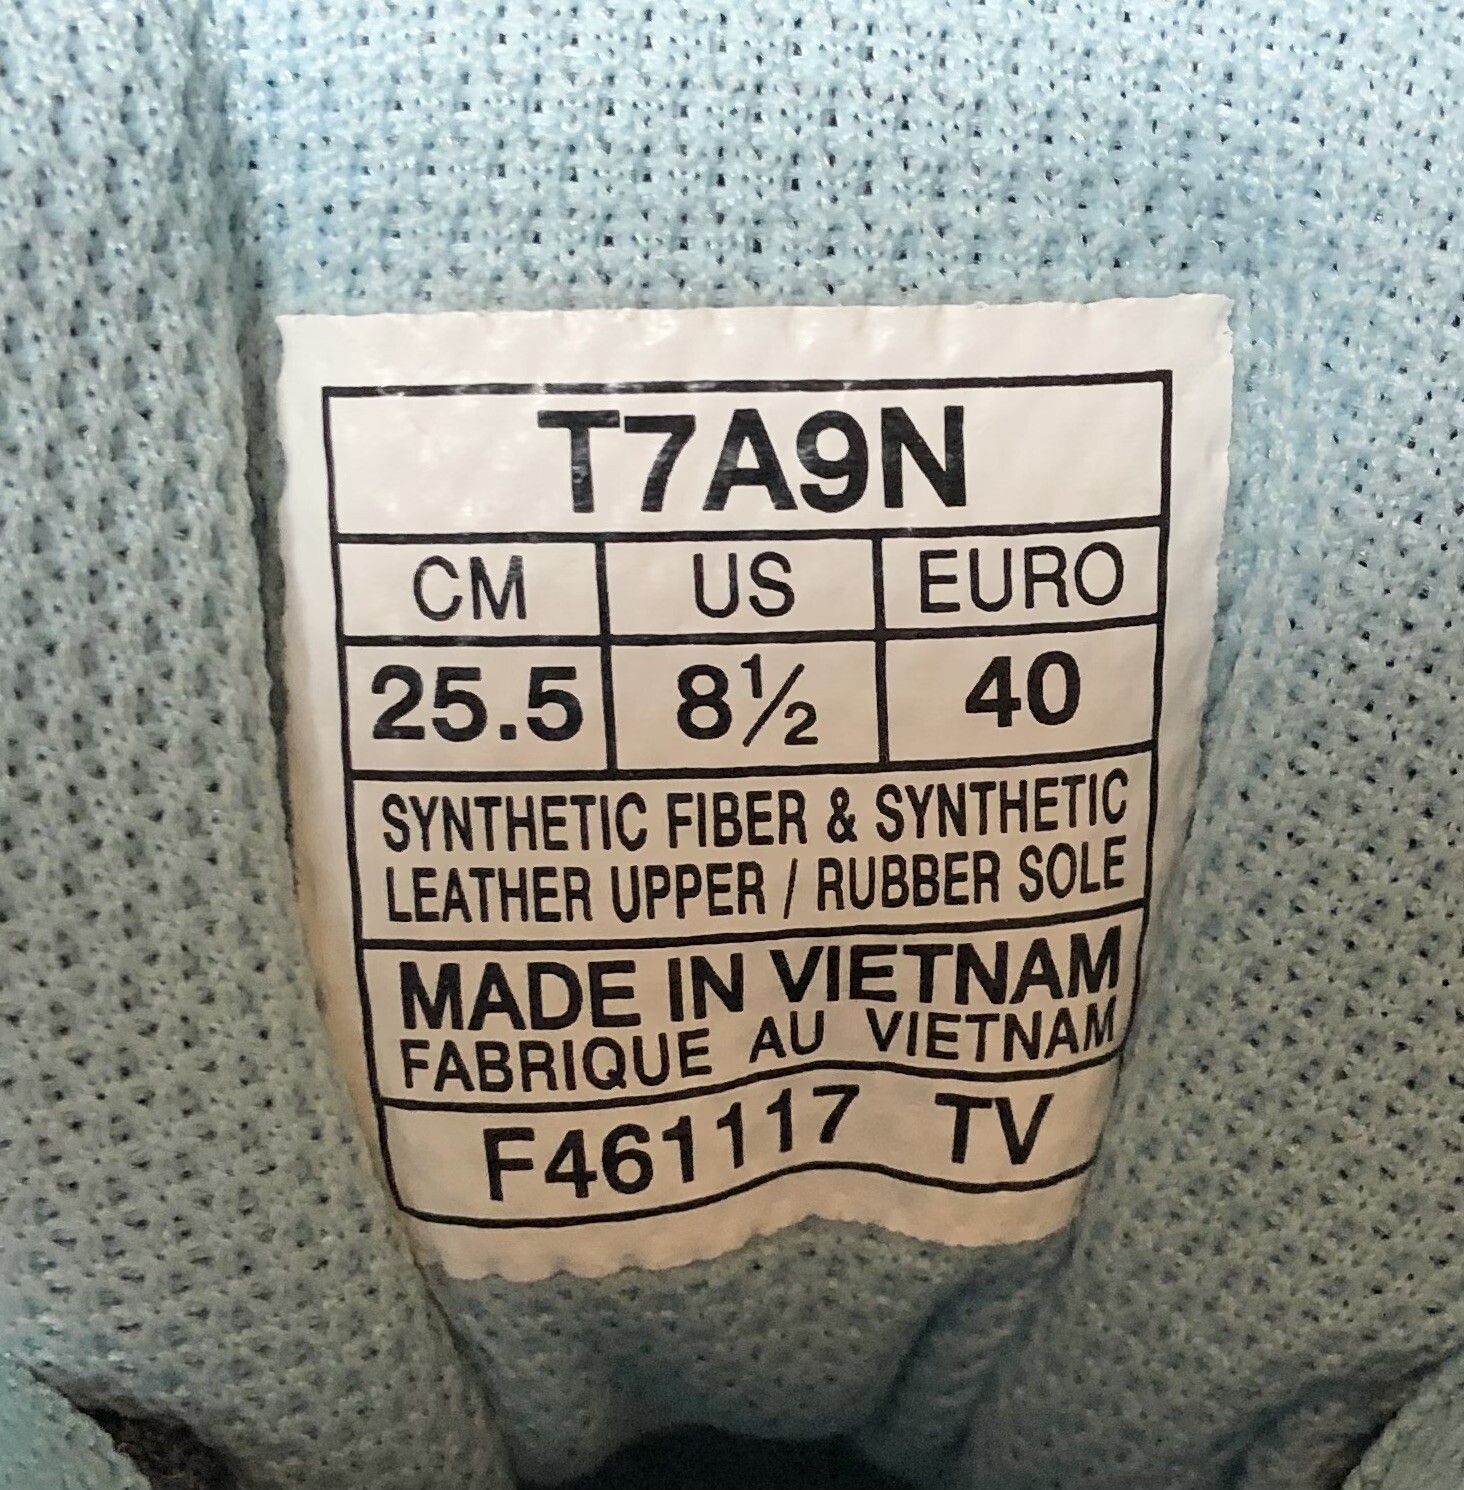 T7A9N
CM US EURO
25.5 8½ 40
SYNTHETIC FIBER & SYNTHETIC
LEATHER UPPER / RUBBER SOLE
MADE IN VIETNAM
FABRIQUE AU VIETNAM
F461117 TV